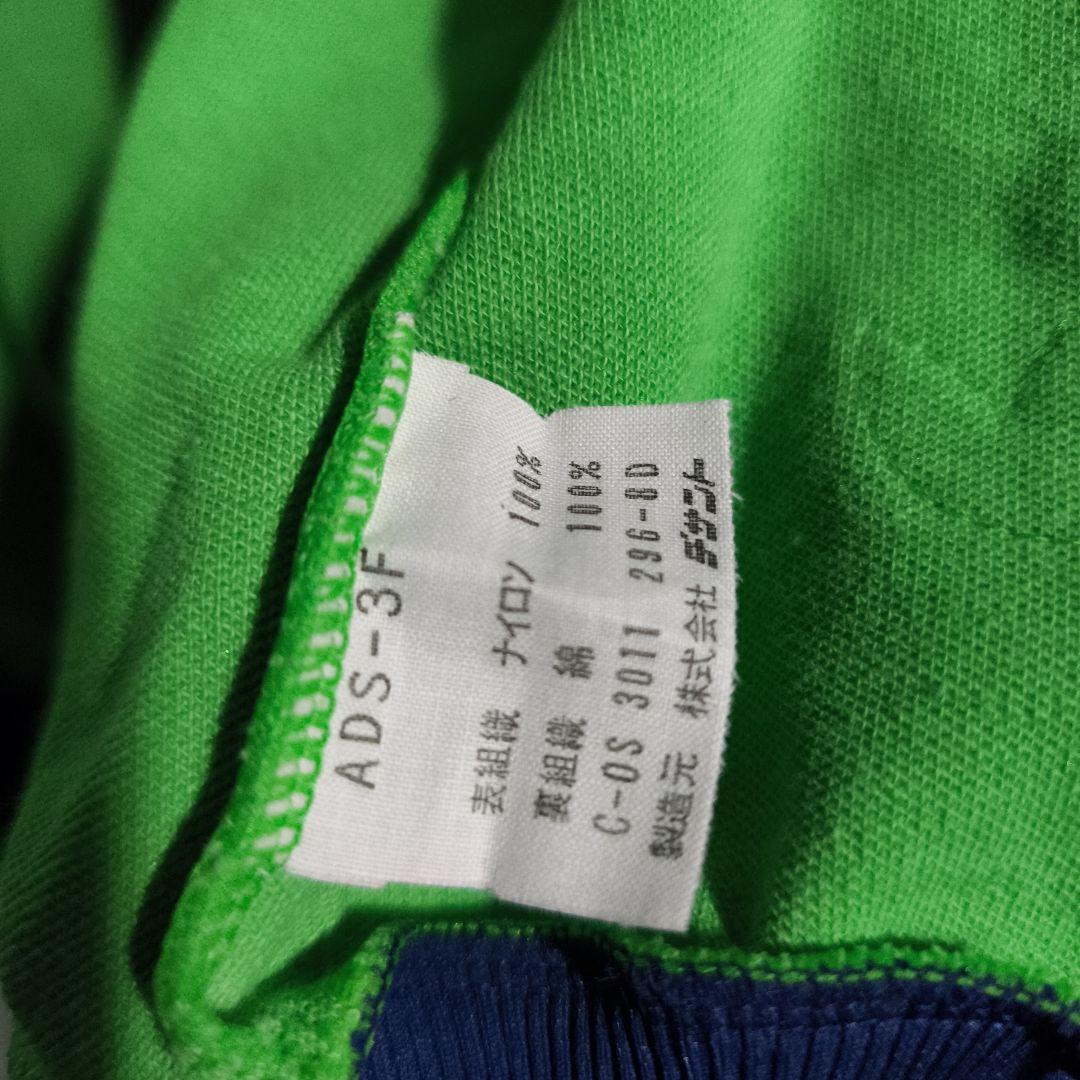 ADS-3F
表組織 ナイロン 100%
裏組織 綿 100%
C-OS 3011 296-8D
製造元 株式会社 デサント